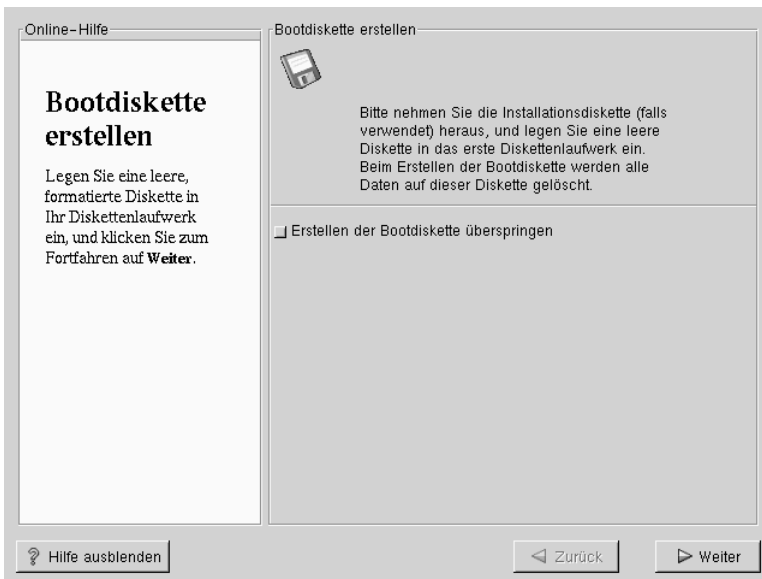 Online-Hilfe
Bootdiskette
erstellen
Legen Sie eine leere,
formatierte Diskette in
Ihr Diskettenlaufwerk
ein, und klicken Sie zum
Fortfahren auf Weiter.
Bootdiskette erstellen
Bitte nehmen Sie die Installationsdiskette (falls
verwendet) heraus, und legen Sie eine leere
Diskette in das erste Diskettenlaufwerk ein.
Beim Erstellen der Bootdiskette werden alle
Daten auf dieser Diskette gelöscht.
Erstellen der Bootdiskette überspringen
Hilfe ausblenden
Zurück
Weiter